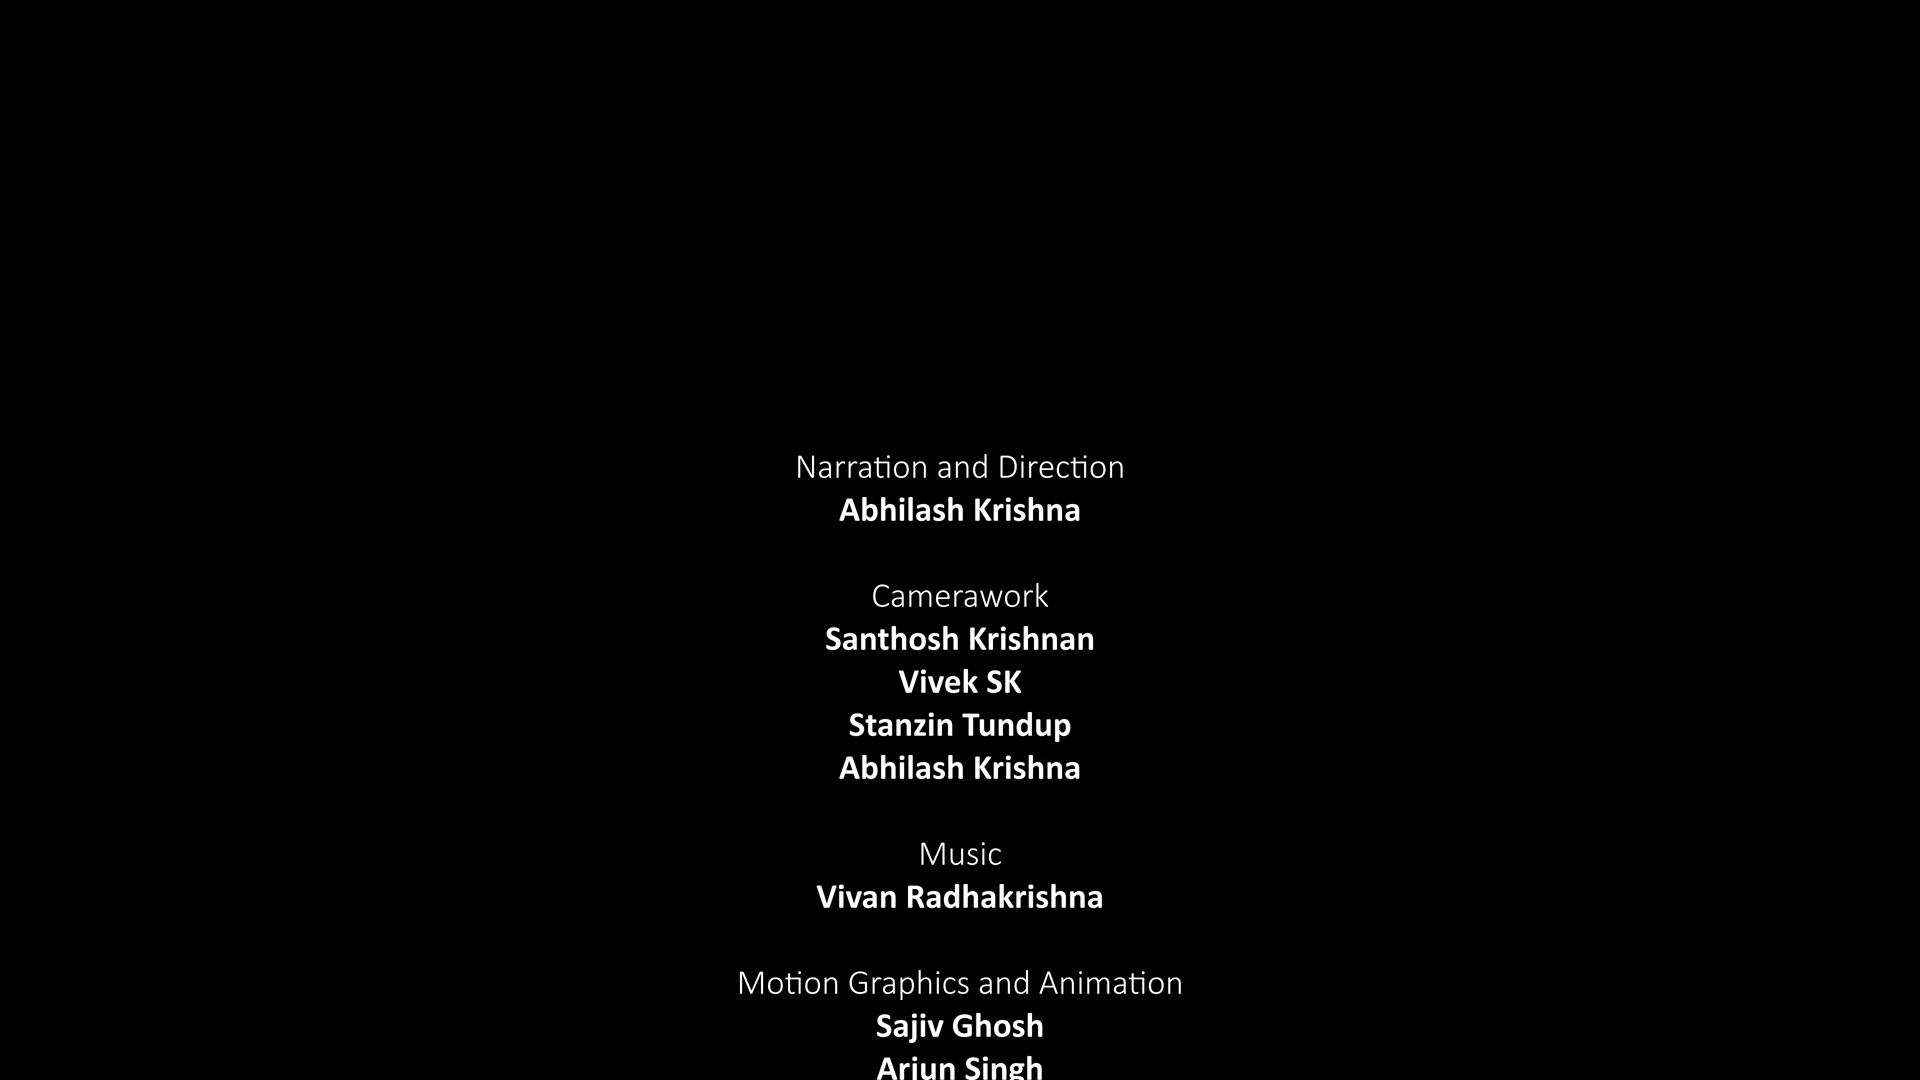 Narration and Direction
Abhilash Krishna
Camerawork
Santhosh Krishnan
Vivek SK
Stanzin Tundup
Abhilash Krishna
Music
Vivan Radhakrishna
Motion Graphics and Animation
Sajiv Ghosh
Arjun Singh